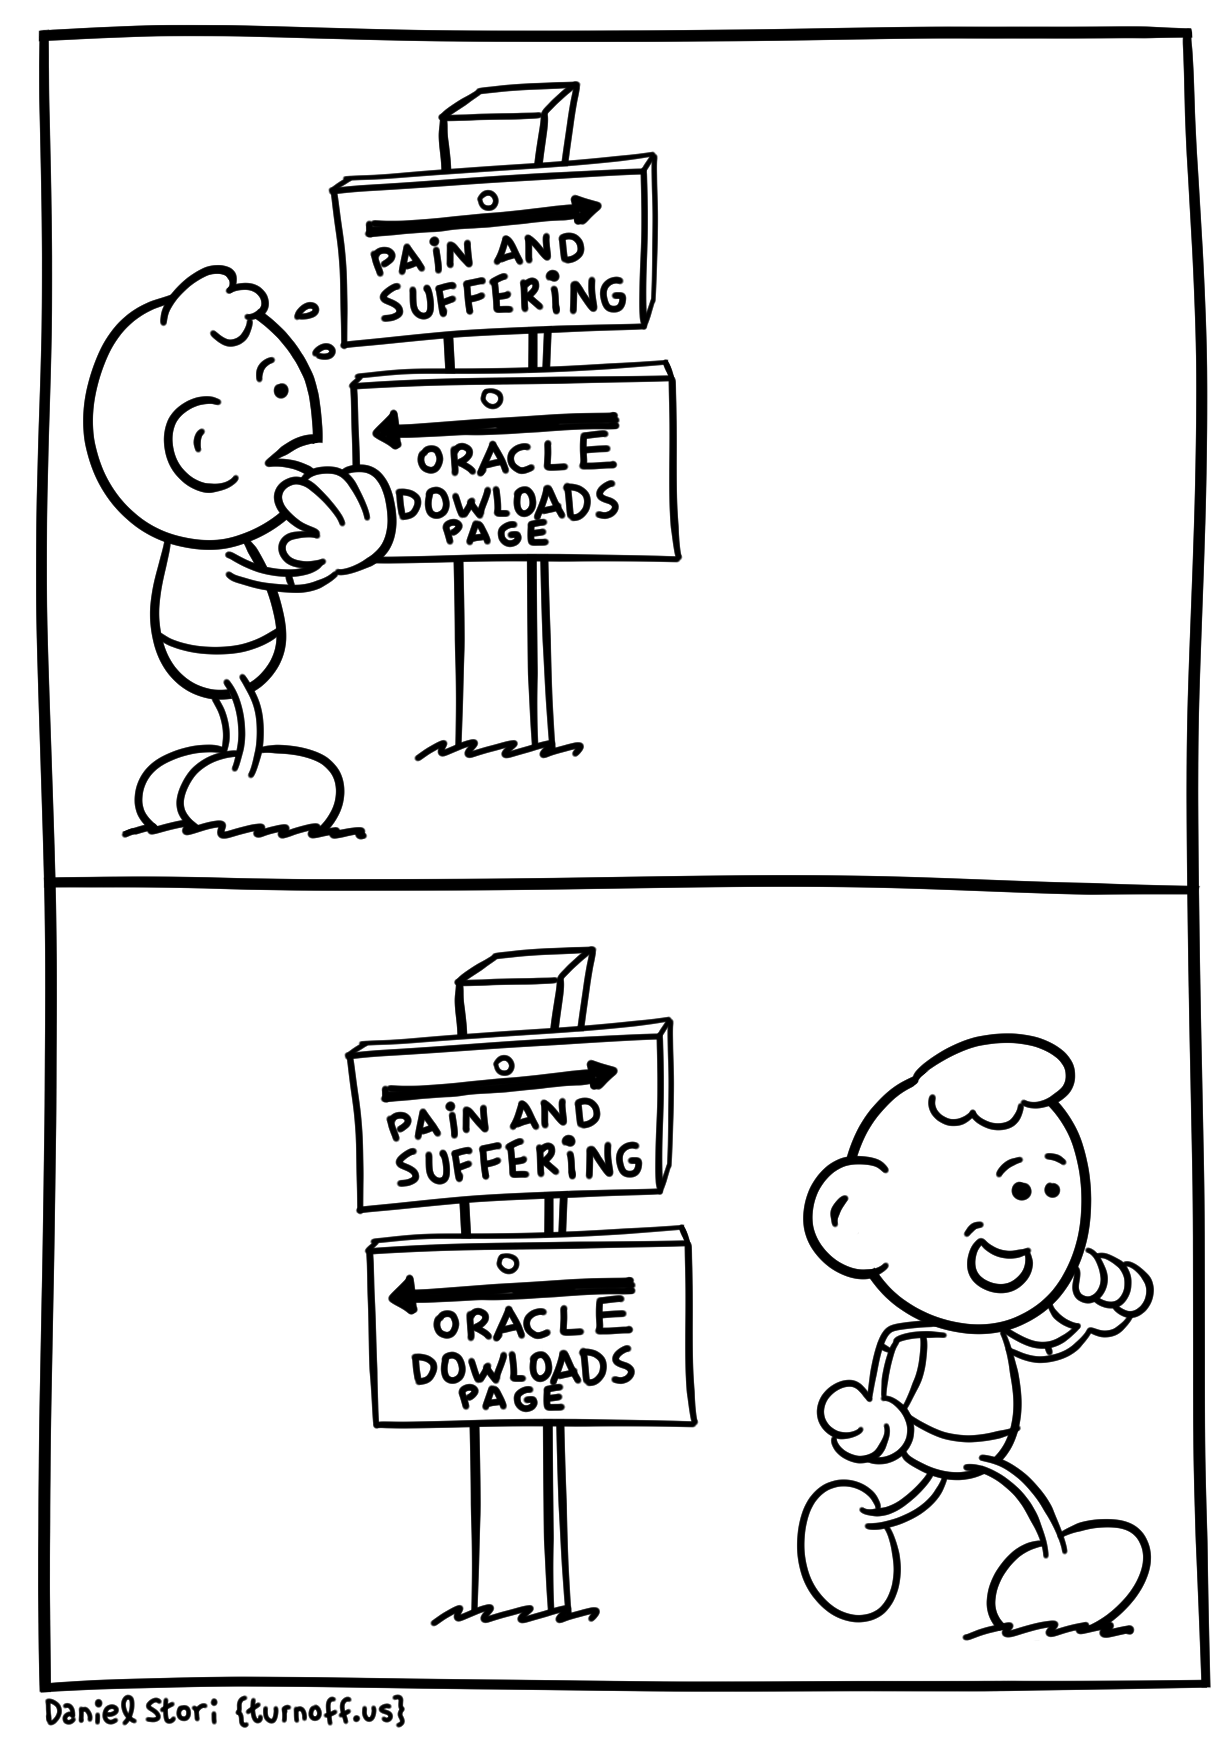 PAiN AND
SUFFERiNG
ORACLE
DOWLOADS
PAGE
PAiN AND
SUFFERiNG
ORACLE
DOWLOADS
PAGE
Daniel Stori {turnoff.us}